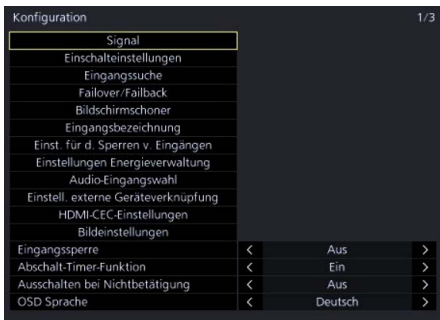 Konfiguration 1/3
Signal
Einschalteinstellungen
Eingangssuche
Failover/Failback
Bildschirmschoner
Eingangsbezeichnung
Einst. für d. Sperren v. Eingängen
Einstellungen Energieverwaltung
Audio-Eingangswahl
Einstell. externe Geräteverknüpfung
HDMI-CEC-Einstellungen
Bildeinstellungen
Eingangssperre < Aus >
Abschalt-Timer-Funktion < Ein >
Ausschalten bei Nichtbetätigung < Aus >
OSD Sprache < Deutsch >